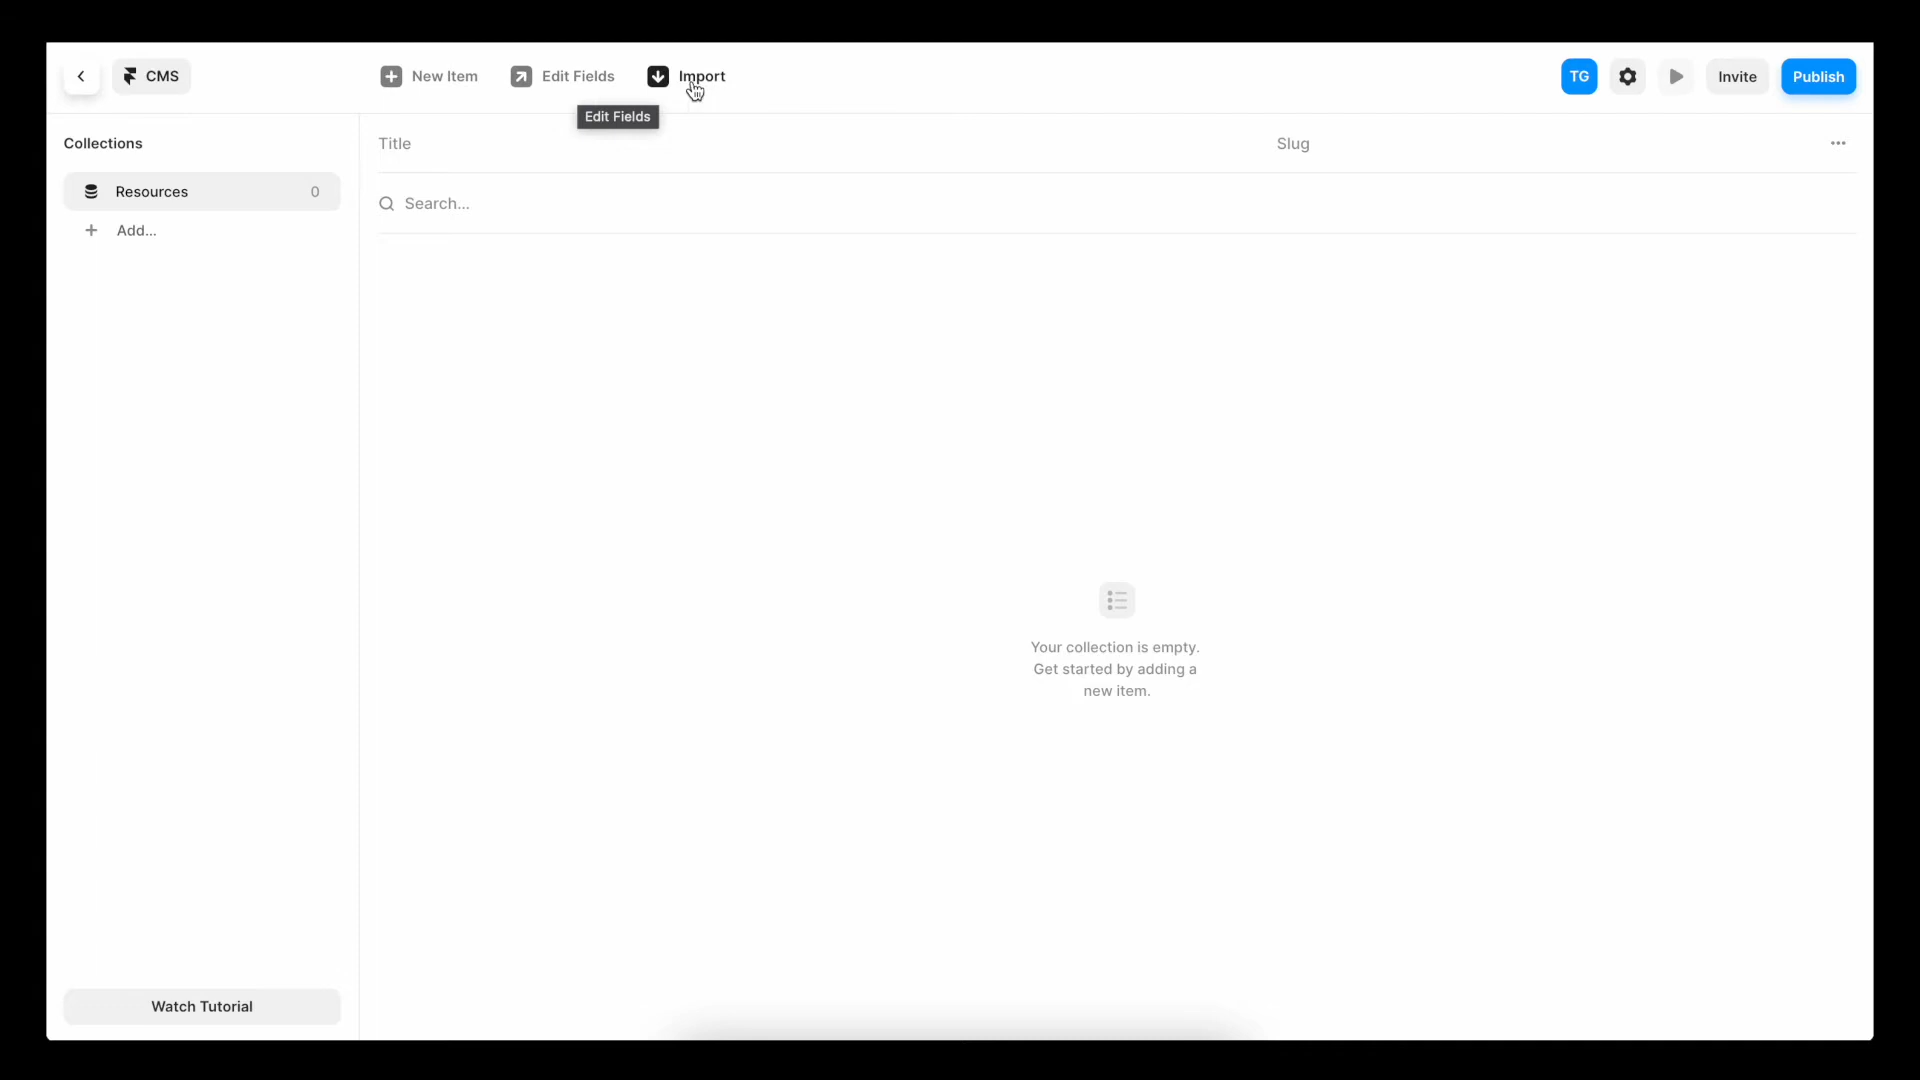 CMS
New Item
Edit Fields
Import
TG
Invite
Publish
Edit Fields
Collections
Title
Slug
Resources
0
Search...
Add...
Your collection is empty.
Get started by adding a
new item.
Watch Tutorial